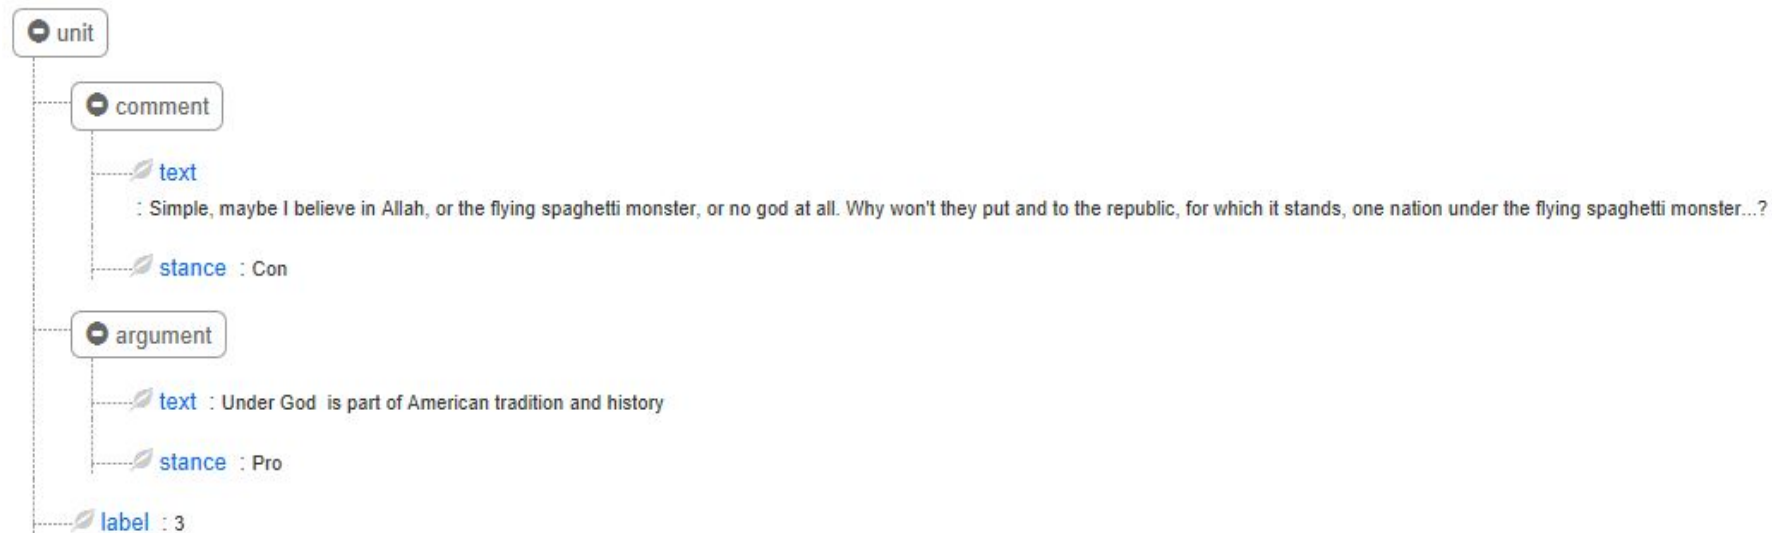 unit
comment
text
: Simple, maybe I believe in Allah, or the flying spaghetti monster, or no god at all. Why won't they put and to the republic, for which it stands, one nation under the flying spaghetti monster...?
stance : Con
argument
text : Under God  is part of American tradition and history
stance : Pro
label : 3